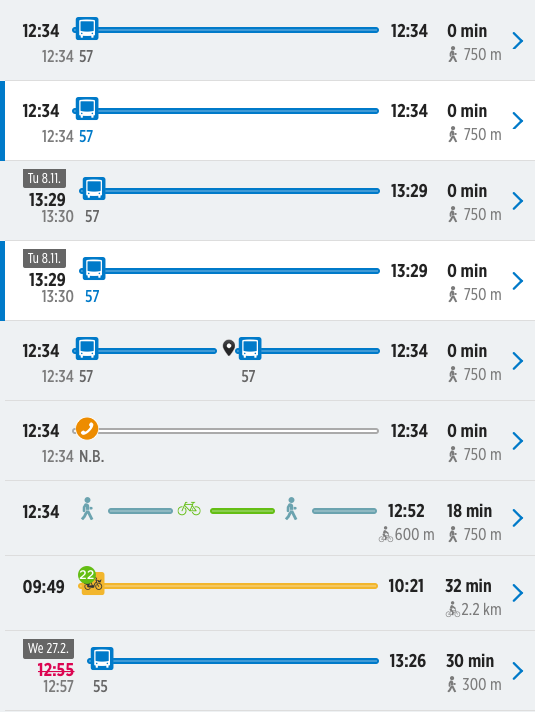 12:34 12:34 0 min
12:34 57 750 m
12:34 12:34 0 min
12:34 57 750 m
Tu 8.11.
13:29 13:29 0 min
13:30 57 750 m
Tu 8.11.
13:29 13:29 0 min
13:30 57 750 m
12:34 12:34 0 min
12:34 57 57 750 m
12:34 12:34 0 min
12:34 N.B. 750 m
12:34 12:52 18 min
600 m 750 m
22
09:49 10:21 32 min
2.2 km
We 27.2.
12:55 13:26 30 min
12:57 55 300 m